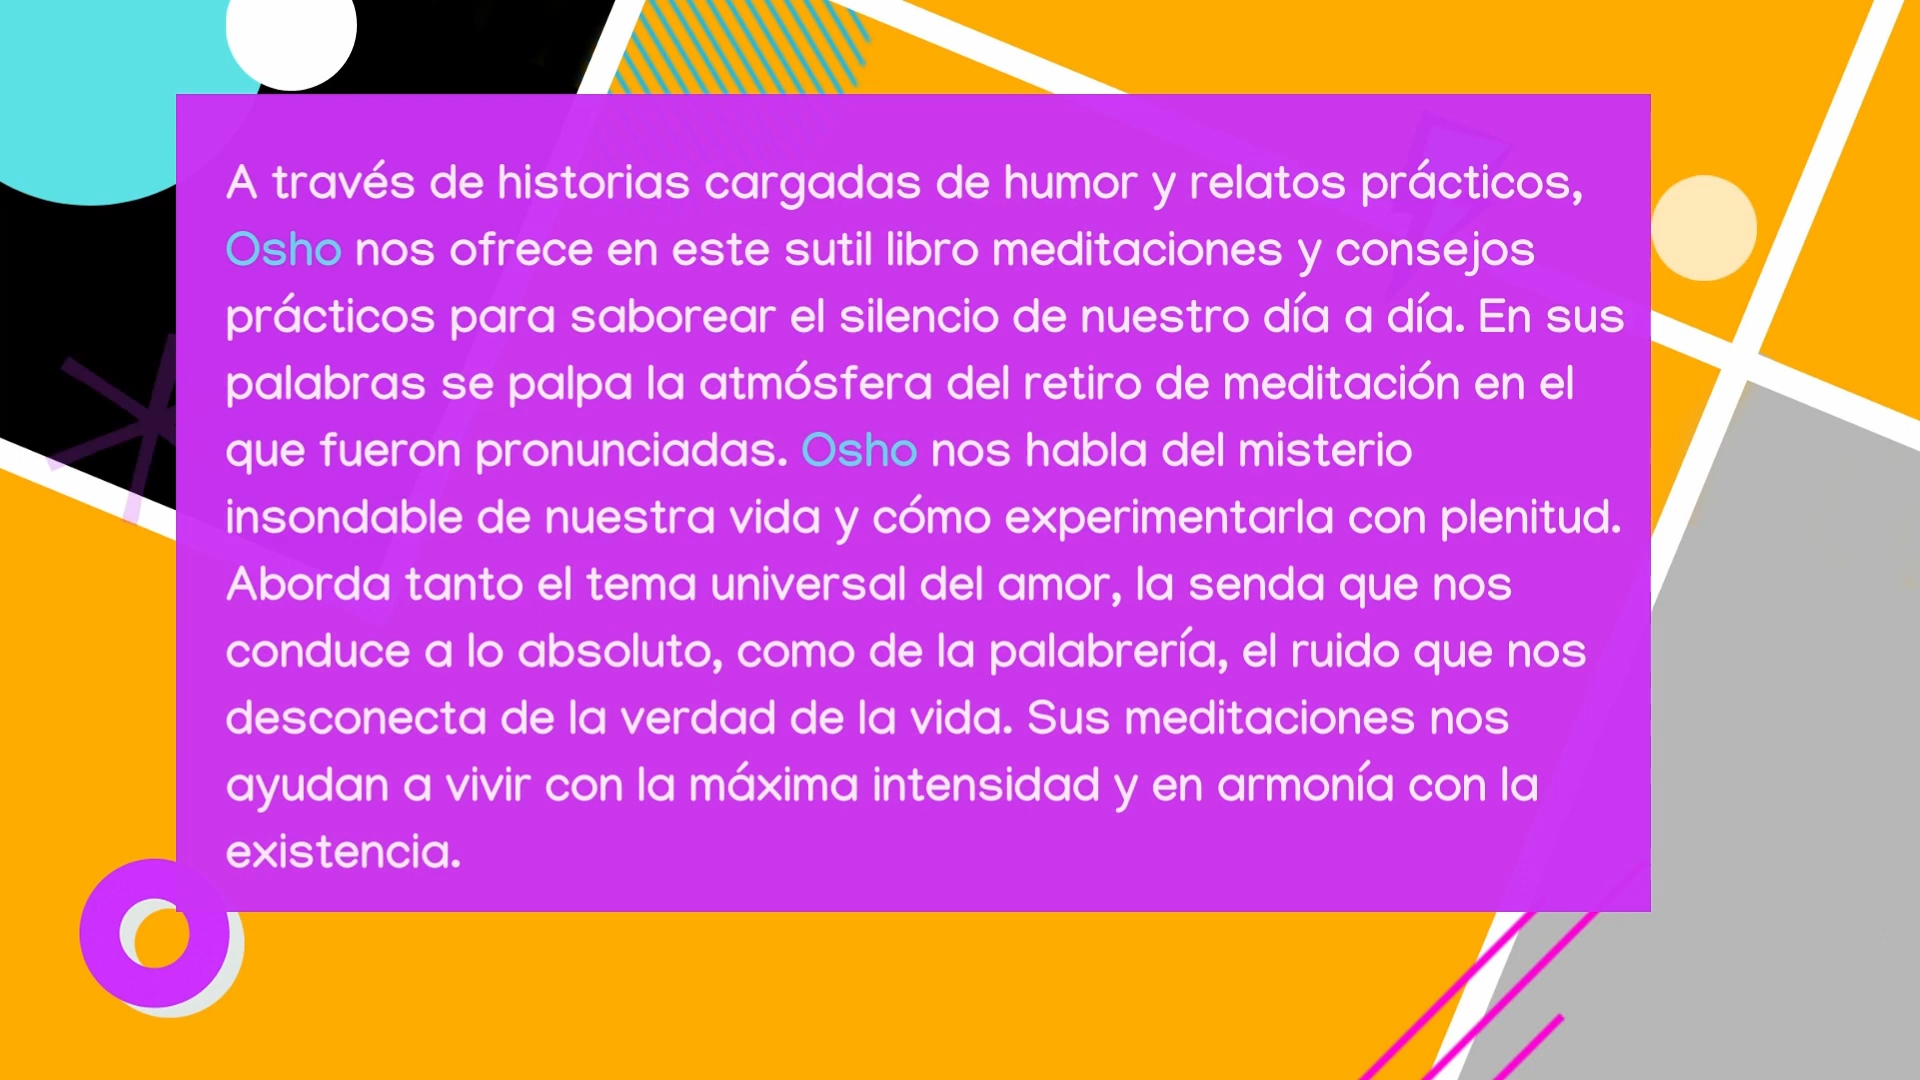 A través de historias cargadas de humor y relatos prácticos,
Osho nos ofrece en este sutil libro meditaciones y consejos
prácticos para saborear el silencio de nuestro día a día. En sus
palabras se palpa la atmósfera del retiro de meditación en el
que fueron pronunciadas. Osho nos habla del misterio
insondable de nuestra vida y cómo experimentarla con plenitud.
Aborda tanto el tema universal del amor, la senda que nos
conduce a lo absoluto, como de la palabrería, el ruido que nos
desconecta de la verdad de la vida. Sus meditaciones nos
ayudan a vivir con la máxima intensidad y en armonía con la
existencia.